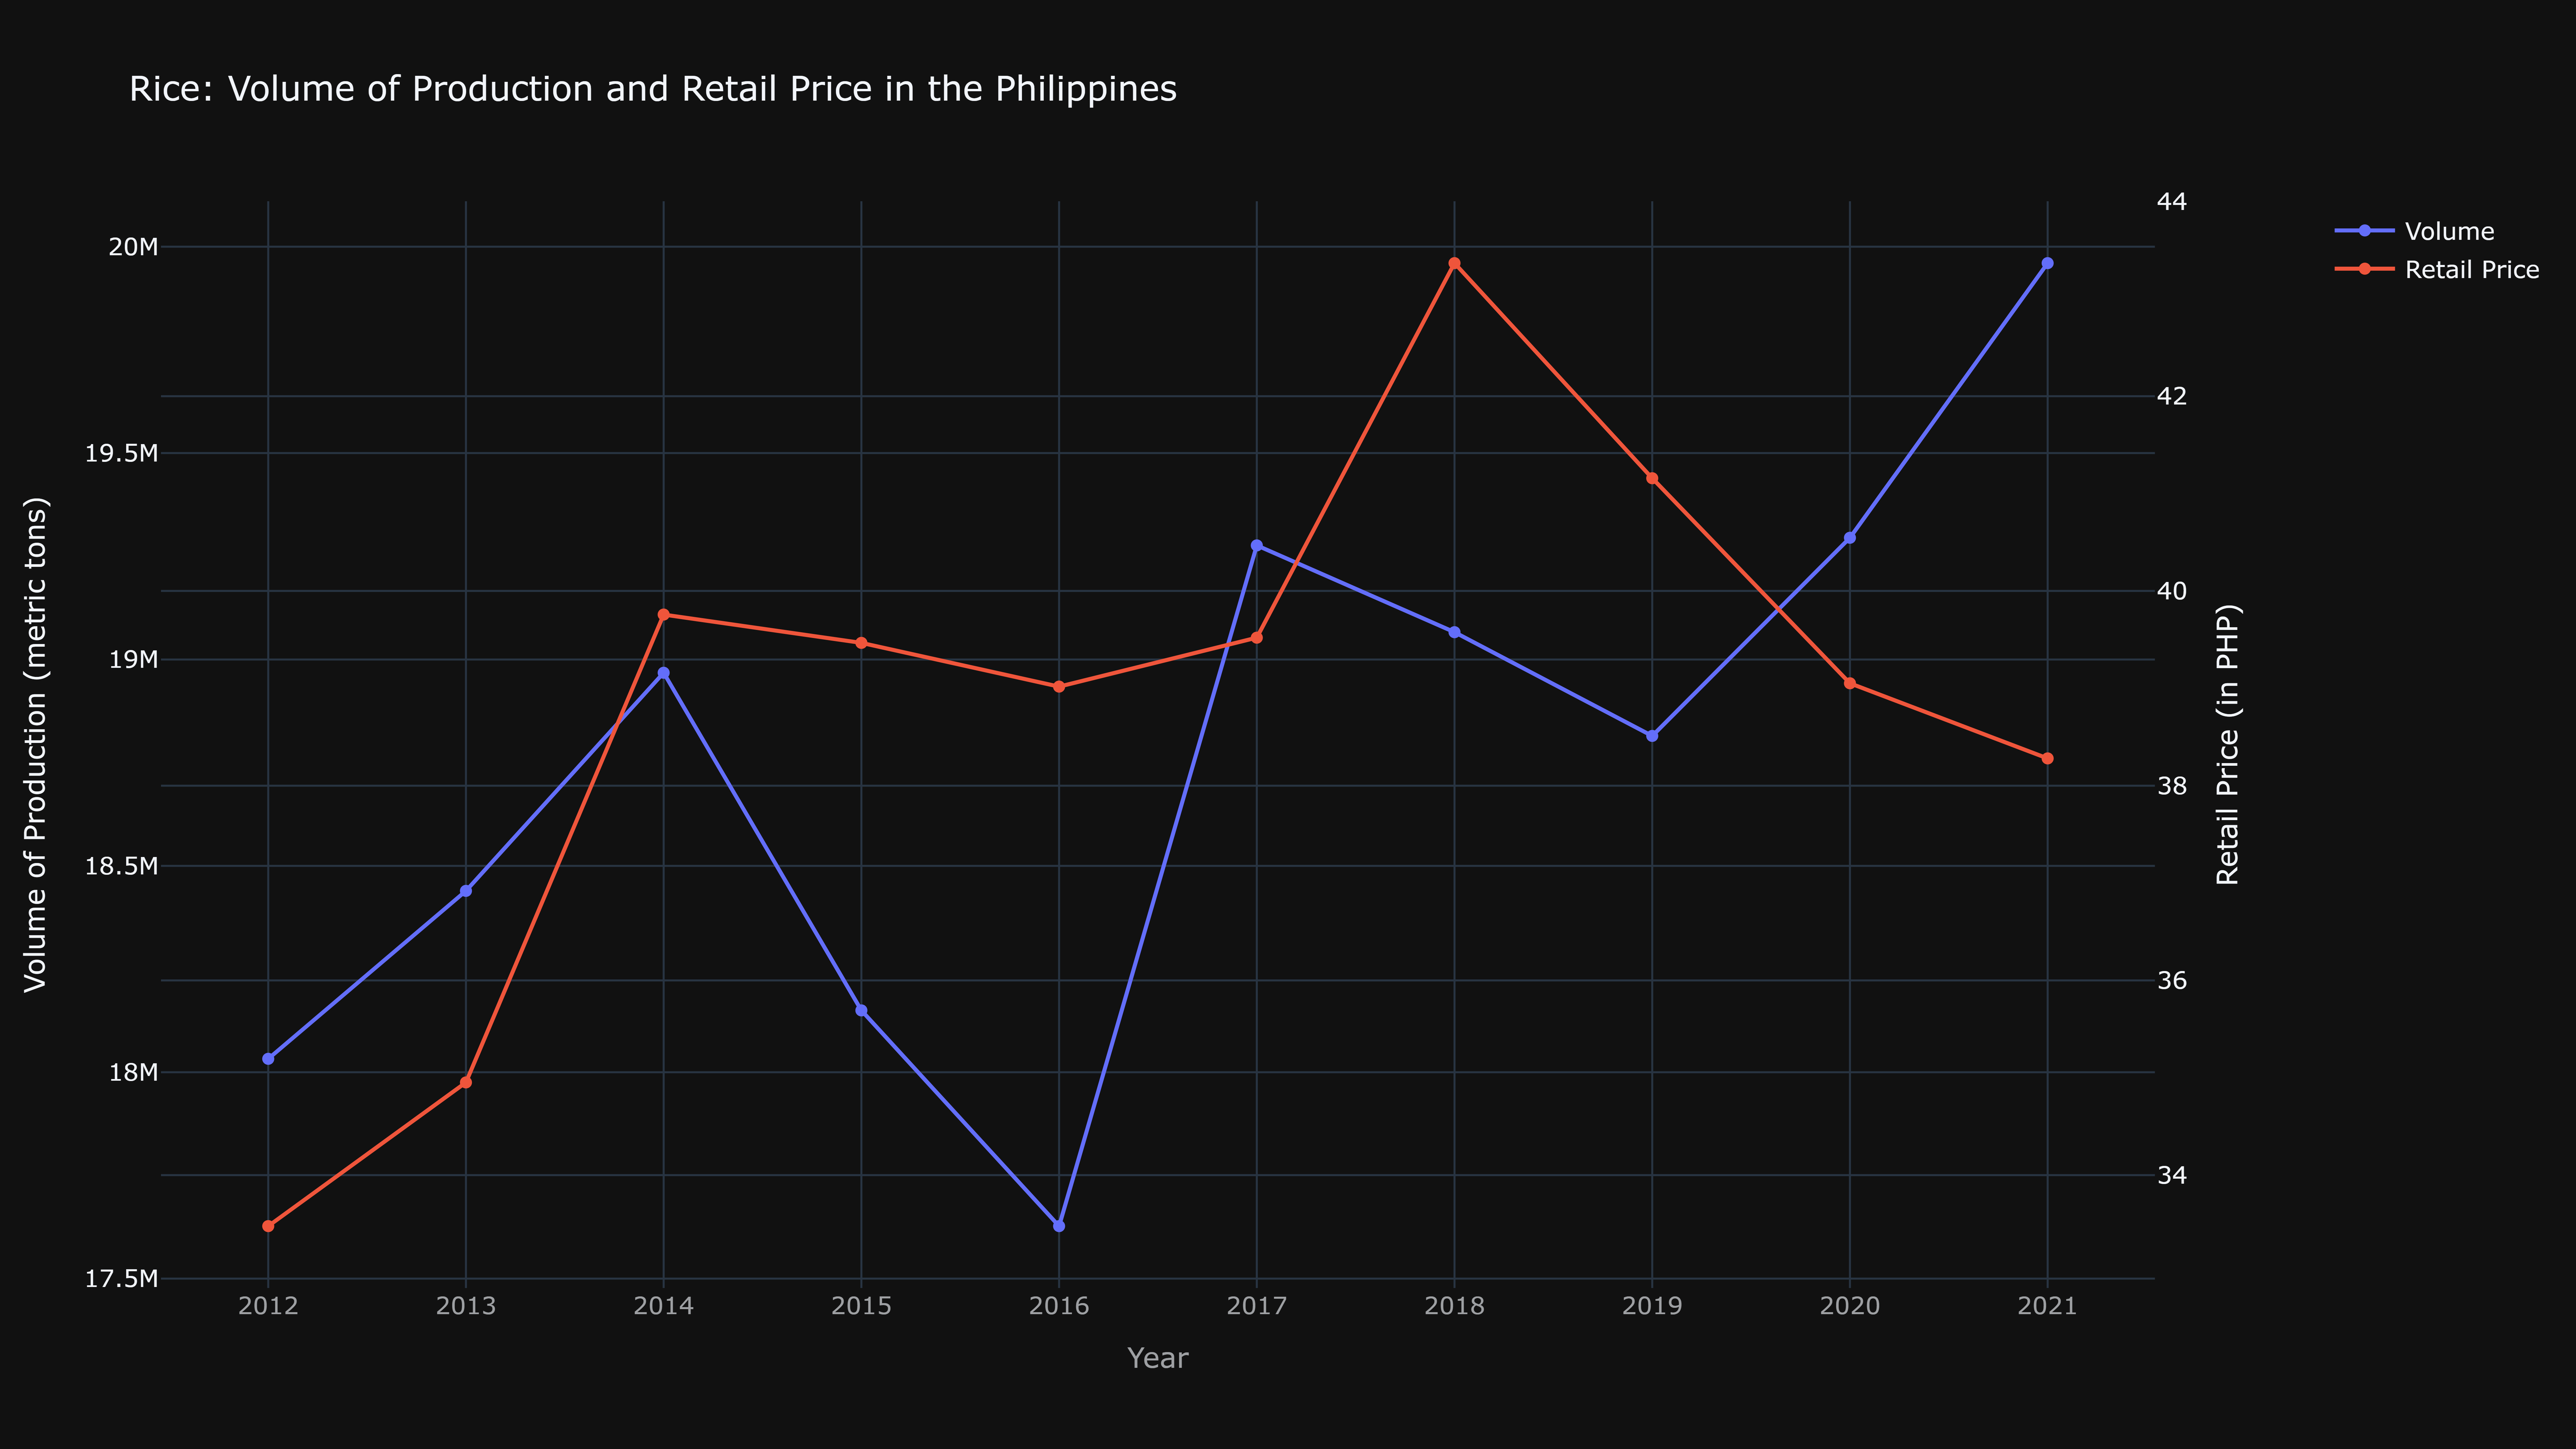 Rice: Volume of Production and Retail Price in the Philippines
Volume
Retail Price
Volume of Production (metric tons)
20M
19.5M
19M
18.5M
18M
17.5M
44
42
40
38
36
34
Retail Price (in PHP)
2012 2013 2014 2015 2016 2017 2018 2019 2020 2021
Year